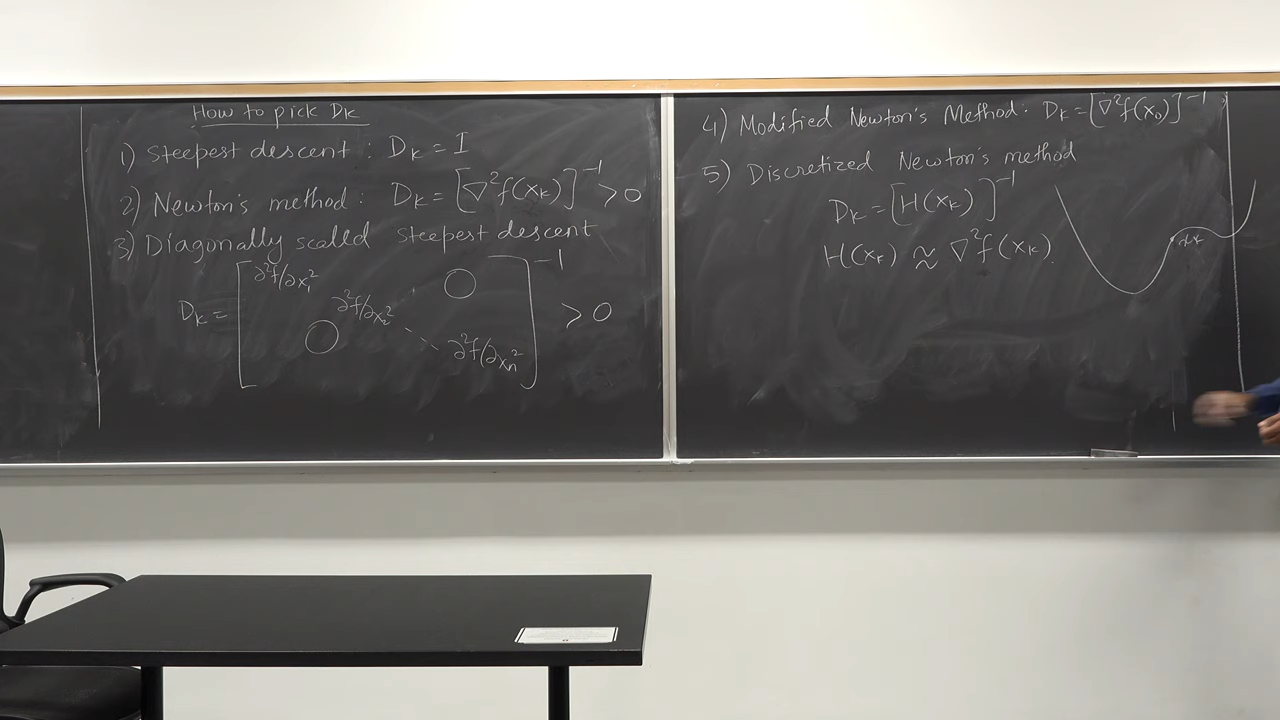 How to pick Dₖ
1) Steepest descent : Dₖ = I
2) Newton's method : Dₖ = [∇²f(xₖ)]⁻¹ > 0
3) Diagonally scaled steepest descent
Dₖ = [∂²f/∂x₁² ∂²f/∂x₂² ⋱ ∂²f/∂xₙ² O O]⁻¹ > 0
4) Modified Newton's Method : Dₖ = [∇²f(x₀)]⁻¹
5) Discretized Newton's method
Dₖ = [H(xₖ)]⁻¹
H(xₖ) ≈ ∇²f(xₖ).